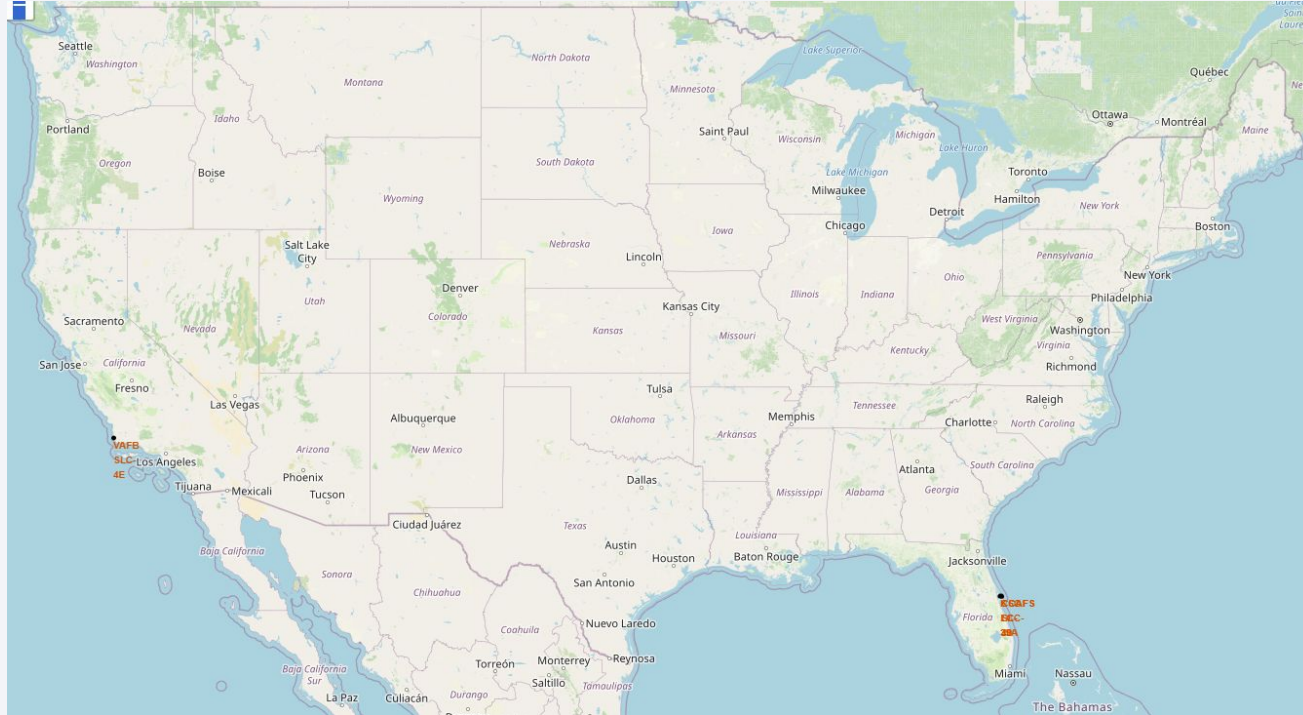 Seattle
Washington
Montana
North Dakota
Minnesota
Lake Superior
Québec
Portland
Idaho
Oregon
Boise
South Dakota
Saint Paul
Wisconsin
Michigan
Lake Huron
Ottawa
Montréal
Maine
Wyoming
Lake Michigan
Milwaukee
Toronto
Hamilton
New York
Detroit
Chicago
Boston
Iowa
Nebraska
Salt Lake
City
Lincoln
Pennsylvania
New York
Ohio
Denver
Utah
Colorado
Illinois
Indiana
Philadelphia
Kansas City
Sacramento
Nevada
Kansas
Missouri
West Virginia
Washington
Virginia
San Jose
California
Kentucky
Richmond
Fresno
Las Vegas
Tulsa
Raleigh
Albuquerque
Oklahoma
Memphis
Tennessee
Charlotte
North Carolina
VAFB
SLC-
4E
Arizona
New Mexico
Arkansas
Los Angeles
Phoenix
Tucson
Dallas
Atlanta
South Carolina
Tijuana
Mexicali
Mississippi
Alabama
Georgia
Ciudad Juárez
Texas
Louisiana
Austin
Houston
Baton Rouge
Jacksonville
Baja California
Sonora
Chihuahua
San Antonio
Florida
Coahuila
Nuevo Laredo
Torreón
Monterrey
Reynosa
Saltillo
Tamaulipas
Baja California
Sur
La Paz
Culiacán
Durango
Miami
Nassau
The Bahamas